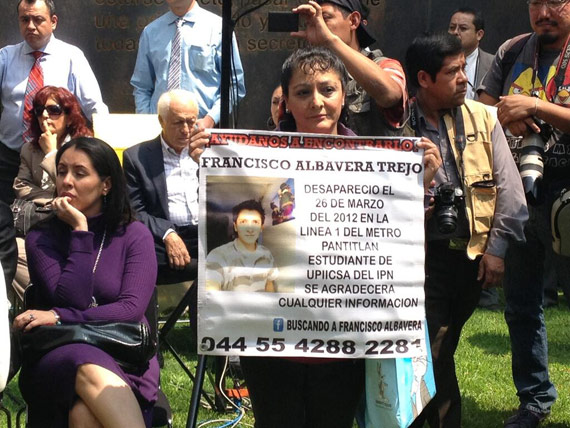 AYUDANOS A ENCONTRARLO
FRANCISCO ALBAVERA TREJO
DESAPARECIO EL
26 DE MARZO
DEL 2012 EN LA
LINEA 1 DEL METRO
PANTITLAN
ESTUDIANTE DE
UPIICSA DEL IPN
SE AGRADECERA
CUALQUIER INFORMACION
BUSCANDO A FRANCISCO ALBAVERA
044 55 4288 2281